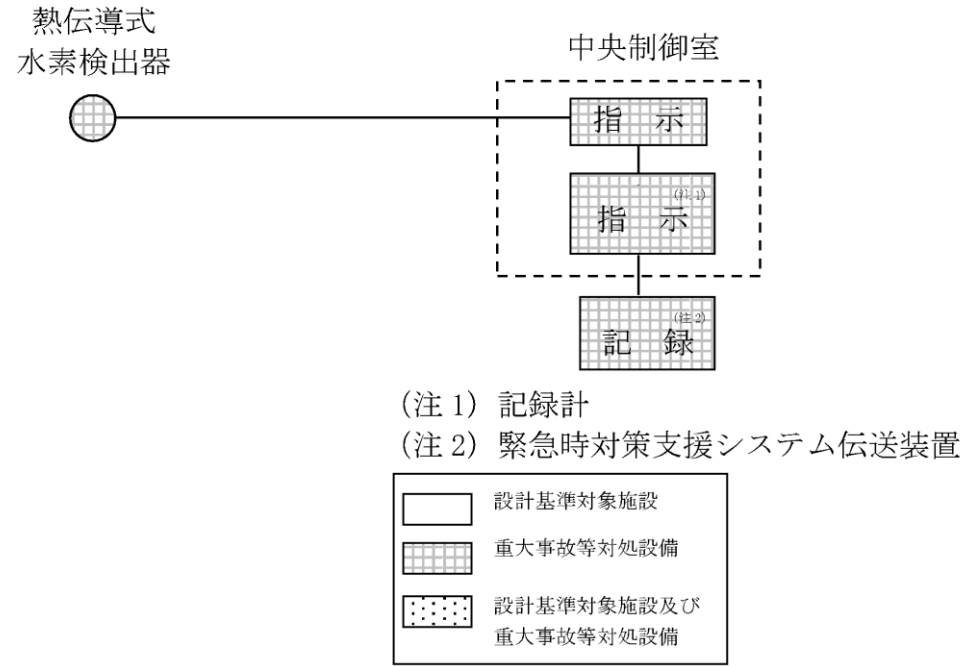 熱伝導式
水素検出器
中央制御室
指 示
(注1)
指 示
(注2)
記 録
(注1) 記録計
(注2) 緊急時対策支援システム伝送装置
設計基準対象施設
重大事故等対処設備
設計基準対象施設及び
重大事故等対処設備